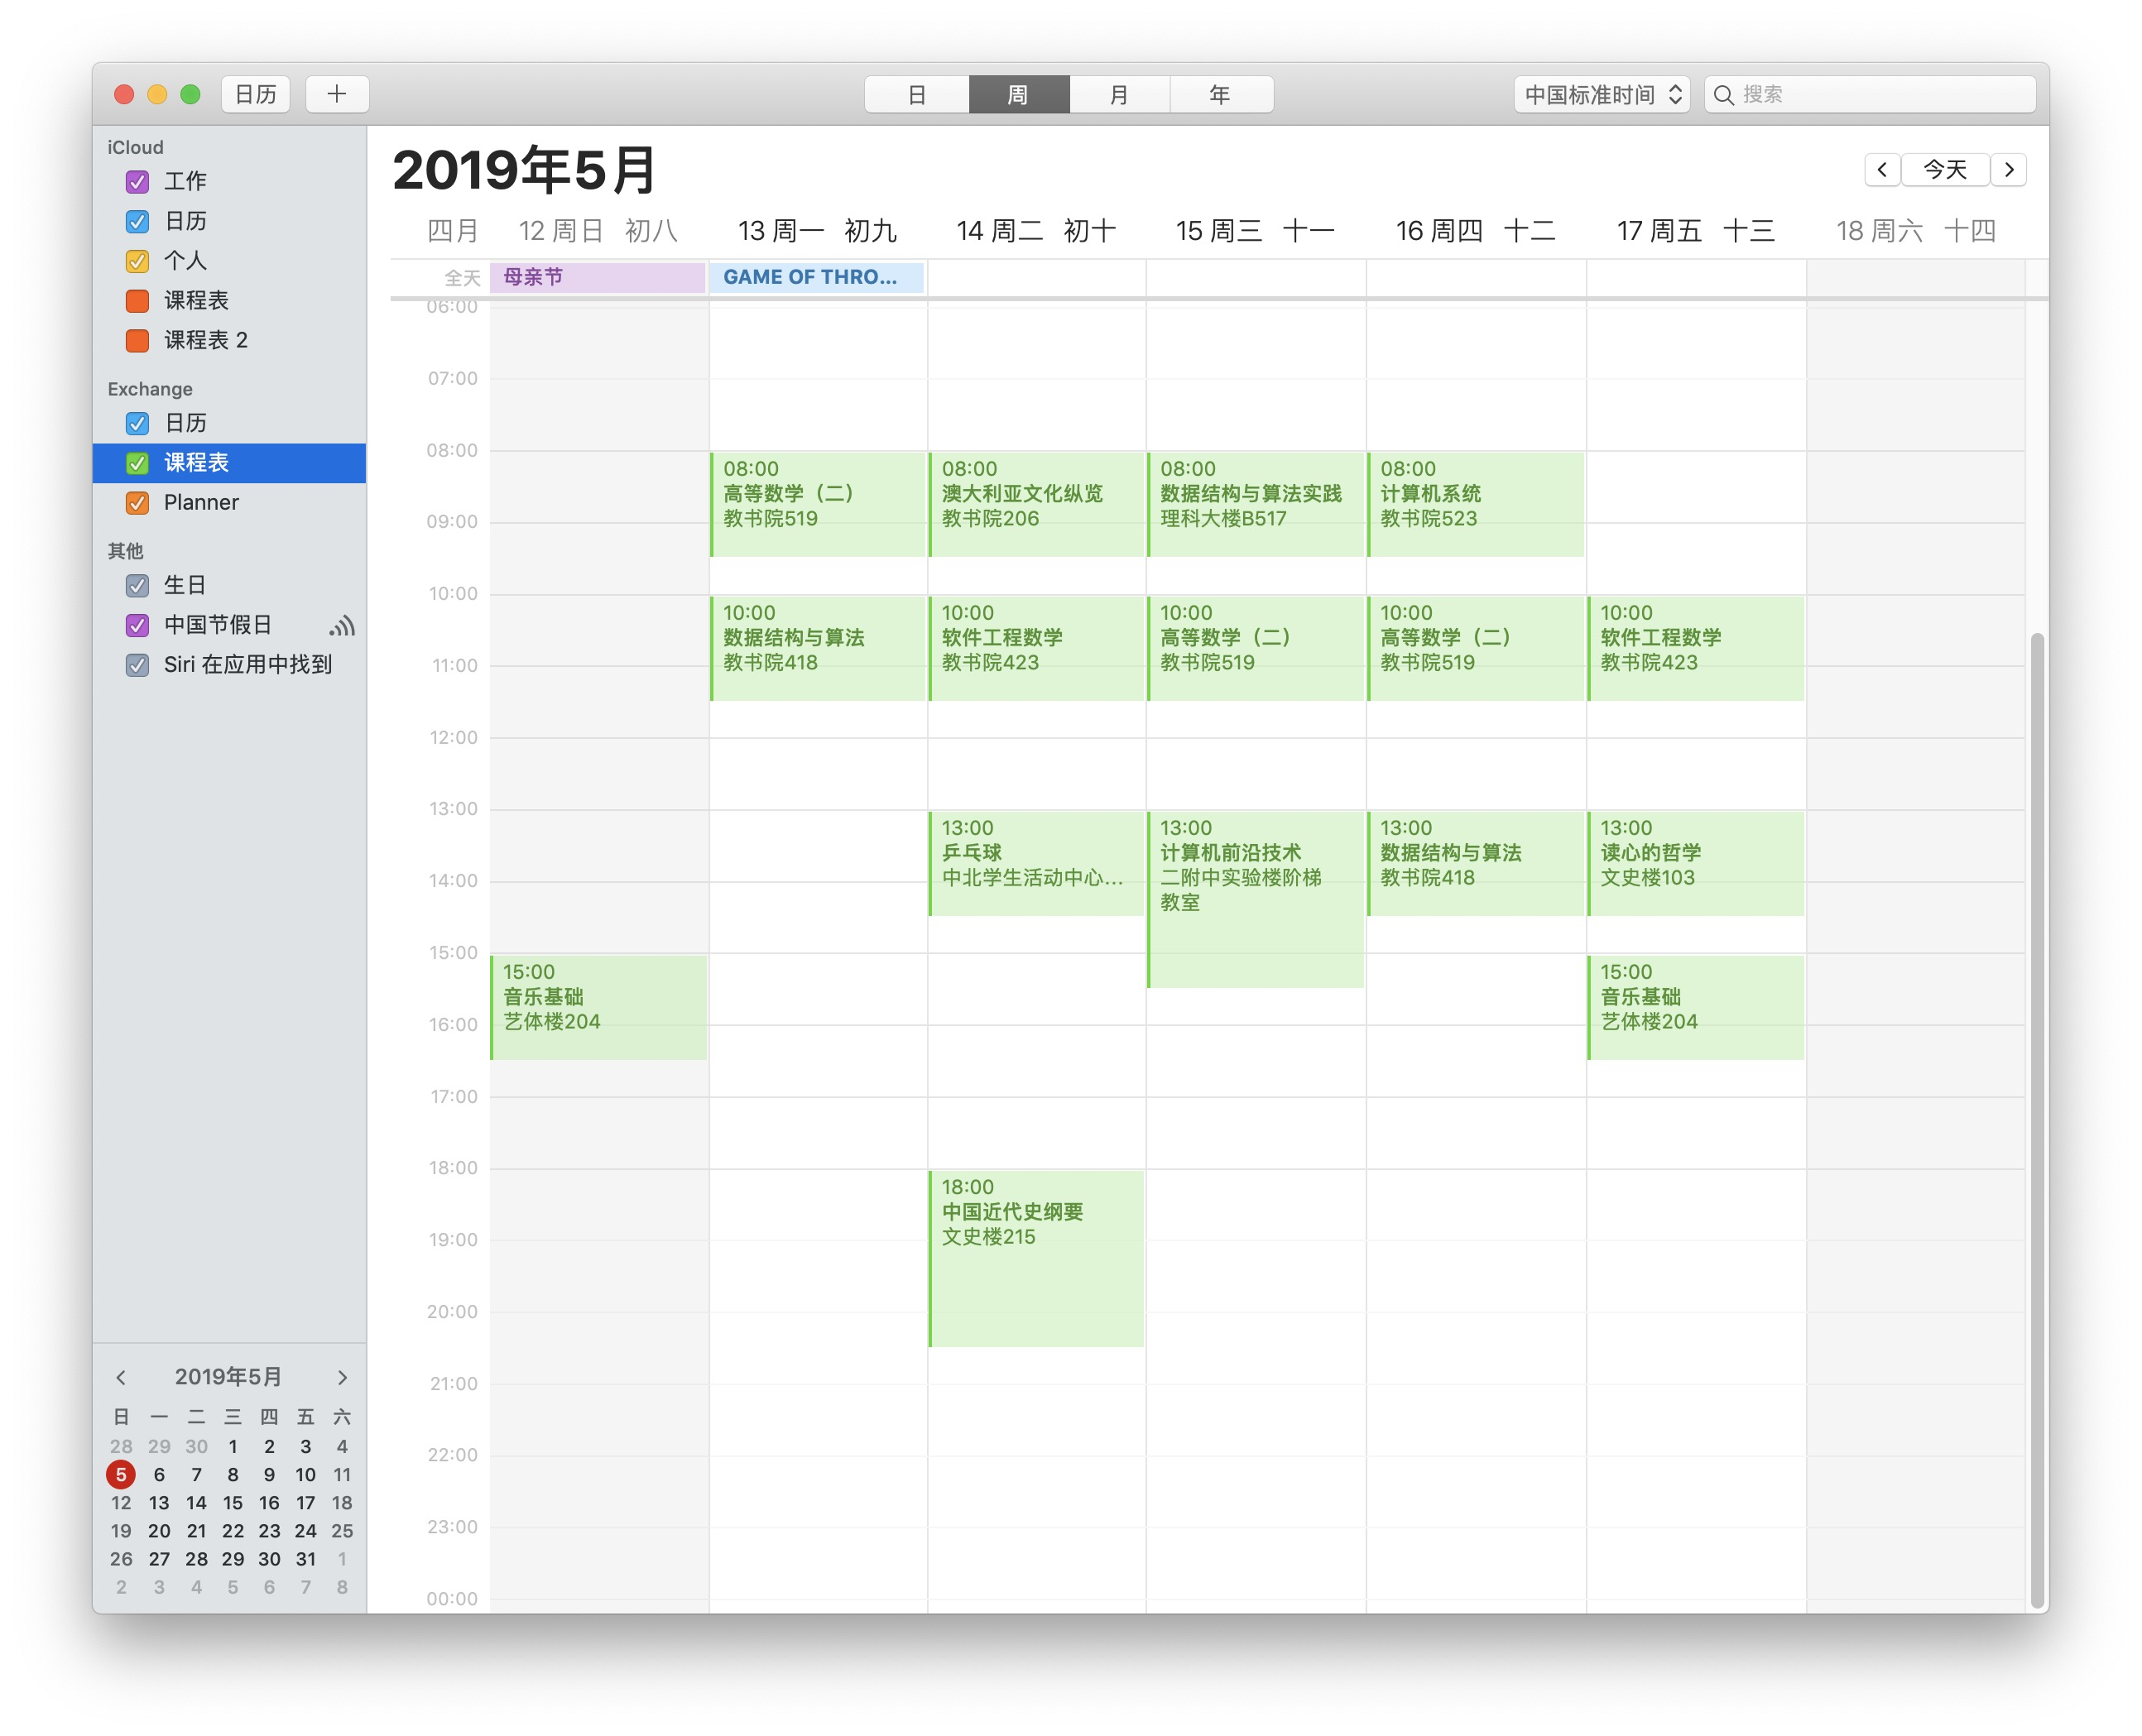 日历
日 周 月 年
中国标准时间
搜索
iCloud
工作
日历
个人
课程表
课程表 2
Exchange
日历
课程表
Planner
其他
生日
中国节假日
Siri 在应用中找到
2019年5月
日 一 二 三 四 五 六
28 29 30 1 2 3 4
5 6 7 8 9 10 11
12 13 14 15 16 17 18
19 20 21 22 23 24 25
26 27 28 29 30 31 1
2 3 4 5 6 7 8
2019年5月
今天
四月 12 周日 初八 13 周一 初九 14 周二 初十 15 周三 十一 16 周四 十二 17 周五 十三 18 周六 十四
全天 母亲节 GAME OF THRO...
06:00
07:00
08:00
09:00
10:00
11:00
12:00
13:00
14:00
15:00
16:00
17:00
18:00
19:00
20:00
21:00
22:00
23:00
00:00
15:00
音乐基础
艺体楼204
08:00
高等数学（二）
教书院519
10:00
数据结构与算法
教书院418
08:00
澳大利亚文化纵览
教书院206
10:00
软件工程数学
教书院423
13:00
乒乓球
中北学生活动中心...
18:00
中国近代史纲要
文史楼215
08:00
数据结构与算法实践
理科大楼B517
10:00
高等数学（二）
教书院519
13:00
计算机前沿技术
二附中实验楼阶梯
教室
08:00
计算机系统
教书院523
10:00
高等数学（二）
教书院519
13:00
数据结构与算法
教书院418
10:00
软件工程数学
教书院423
13:00
读心的哲学
文史楼103
15:00
音乐基础
艺体楼204